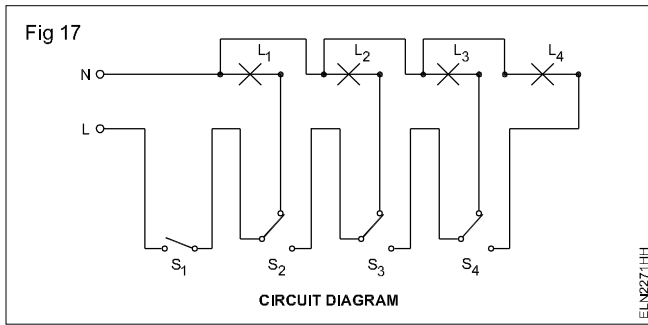 Fig 17
L1
L2
L3
L4
N
L
S1
S2
S3
S4
CIRCUIT DIAGRAM
ELN2271HH